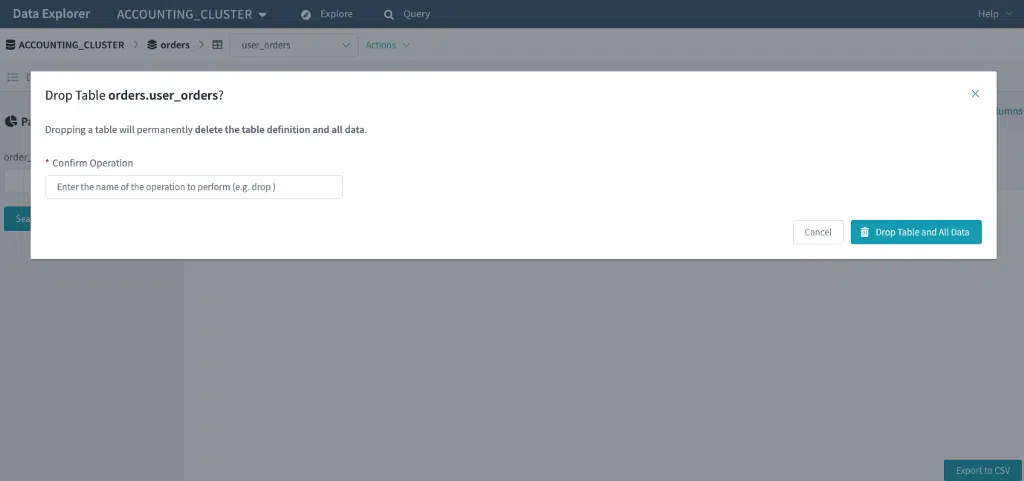 Data Explorer ACCOUNTING_CLUSTER Explore Query Help
ACCOUNTING_CLUSTER orders user_orders Actions
Drop Table orders.user_orders?
Dropping a table will permanently delete the table definition and all data.
* Confirm Operation
order_
Enter the name of the operation to perform (e.g. drop )
Cancel Drop Table and All Data
Export to CSV